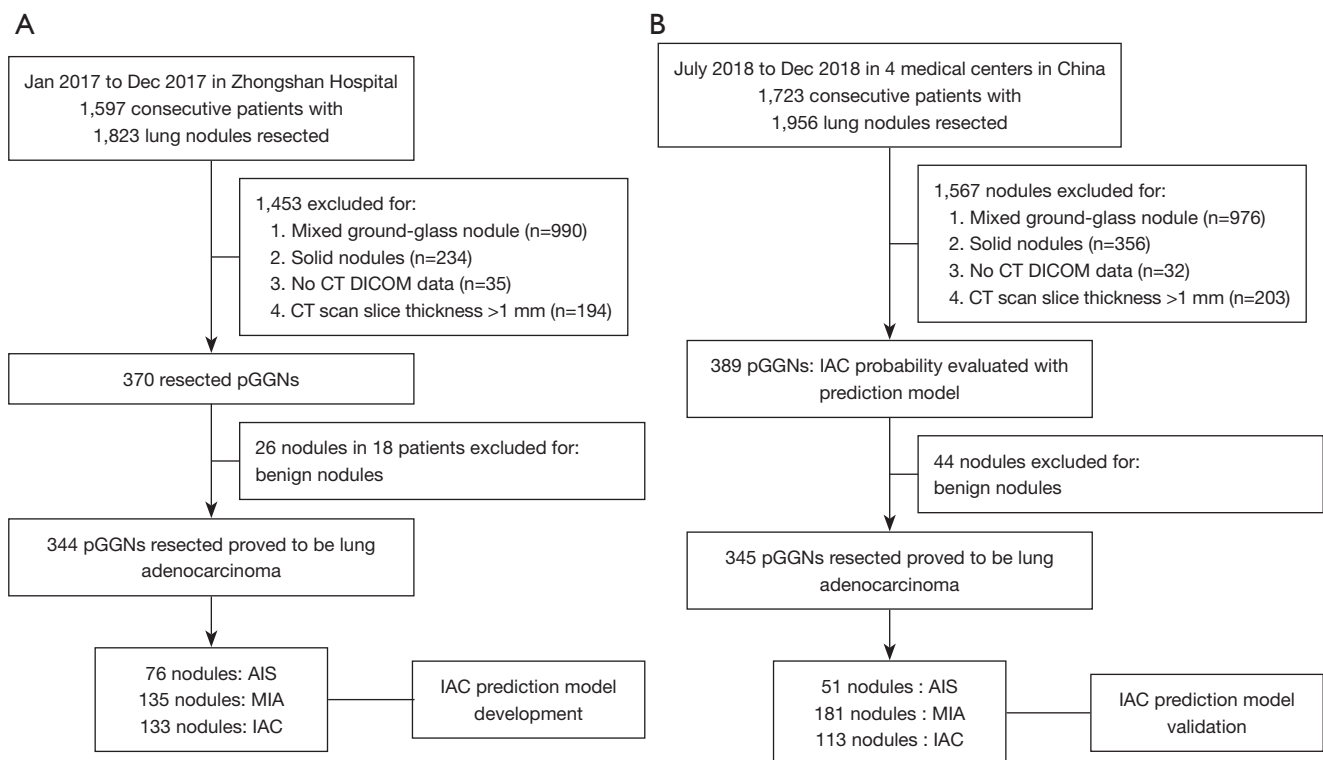 A
Jan 2017 to Dec 2017 in Zhongshan Hospital
1,597 consecutive patients with
1,823 lung nodules resected
1,453 excluded for:
1. Mixed ground-glass nodule (n=990)
2. Solid nodules (n=234)
3. No CT DICOM data (n=35)
4. CT scan slice thickness >1 mm (n=194)
370 resected pGGNs
26 nodules in 18 patients excluded for:
benign nodules
344 pGGNs resected proved to be lung
adenocarcinoma
76 nodules: AIS
135 nodules: MIA
133 nodules: IAC
IAC prediction model
development
B
July 2018 to Dec 2018 in 4 medical centers in China
1,723 consecutive patients with
1,956 lung nodules resected
1,567 nodules excluded for:
1. Mixed ground-glass nodule (n=976)
2. Solid nodules (n=356)
3. No CT DICOM data (n=32)
4. CT scan slice thickness >1 mm (n=203)
389 pGGNs: IAC probability evaluated with
prediction model
44 nodules excluded for:
benign nodules
345 pGGNs resected proved to be lung
adenocarcinoma
51 nodules : AIS
181 nodules : MIA
113 nodules : IAC
IAC prediction model
validation